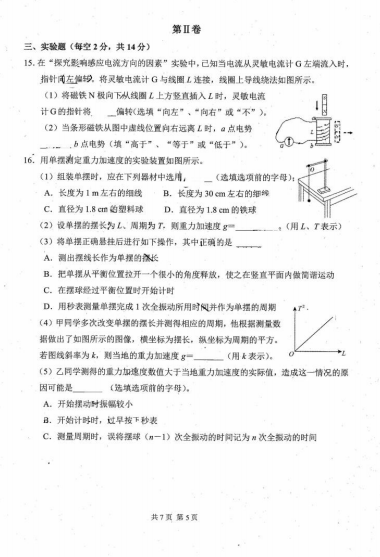 第Ⅱ卷
三、实验题（每空2分，共14分）
15. 在“探究影响感应电流方向的因素”实验中，已知当电流从灵敏电流计G左端流入时，
指针向左偏转。将灵敏电流计G与线圈L连接，线圈上导线绕法如图所示。
（1）将磁铁N极向下从线圈L上方竖直插入L时，灵敏电流
计G的指针将____偏转（选填“向左”、“向右”或“不”）。
（2）当条形磁铁从图中虚线位置向右远离L时，a点电势
____b点电势（填“高于”、“等于”或“低于”）。
L
G
a
b
16. 用单摆测定重力加速度的实验装置如图所示。
（1）组装单摆时，应在下列器材中选用____（选填选项前的字母）；
A．长度为1 m左右的细线 B．长度为30 cm左右的细线
C．直径为1.8 cm的塑料球 D．直径为1.8 cm的铁球
O
（2）设单摆的摆长为L、周期为T，则重力加速度g=______。（用L、T表示）
（3）将单摆正确悬挂后进行如下操作，其中正确的是____
A．测出摆线长作为单摆的摆长
B．把单摆从平衡位置拉开一个很小的角度释放，使之在竖直平面内做简谐运动
C．在摆球经过平衡位置时开始计时
D．用秒表测量单摆完成1次全振动所用时间并作为单摆的周期
（4）甲同学多次改变单摆的摆长并测得相应的周期，他根据测量数
据做出了如图所示的图像，横坐标为摆长，纵坐标为周期的平方。
若图线斜率为k，则当地的重力加速度g=______（用k表示）。
T²
O
L
（5）乙同学测得的重力加速度数值大于当地重力加速度的实际值，造成这一情况的原
因可能是______（选填选项前的字母）。
A．开始摆动时振幅较小
B．开始计时时，过早按下秒表
C．测量周期时，误将摆球（n－1）次全振动的时间记为n次全振动的时间
共7页 第5页